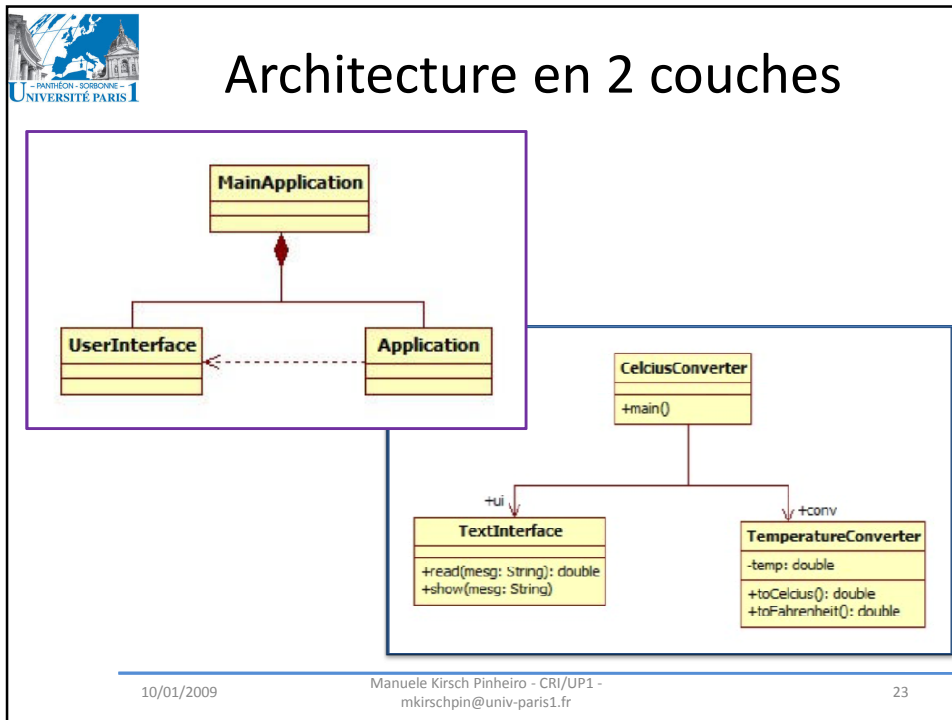 – PANTHÉON - SORBONNE –
UNIVERSITÉ PARIS 1
Architecture en 2 couches
MainApplication
UserInterface
Application
CelciusConverter
+main()
+ui
+conv
TextInterface
+read(mesg: String): double
+show(mesg: String)
TemperatureConverter
-temp: double
+toCelcius(): double
+toFahrenheit(): double
10/01/2009
Manuele Kirsch Pinheiro - CRI/UP1 -
mkirschpin@univ-paris1.fr
23